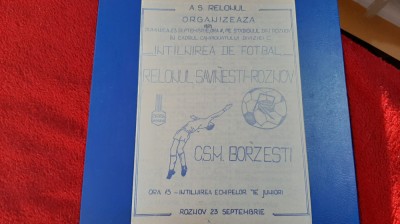 A S RELONUL
ORGANIZEAZA
INTILNIREA DE FOTBAL
RELONUL SAVINESTI-ROZNOV
C.S.M. BORZESTI
ORA 15 - INTILNIREA ECHIPELOR DE JUNIORI
ROZNOV 23 SEPTEMBRIE